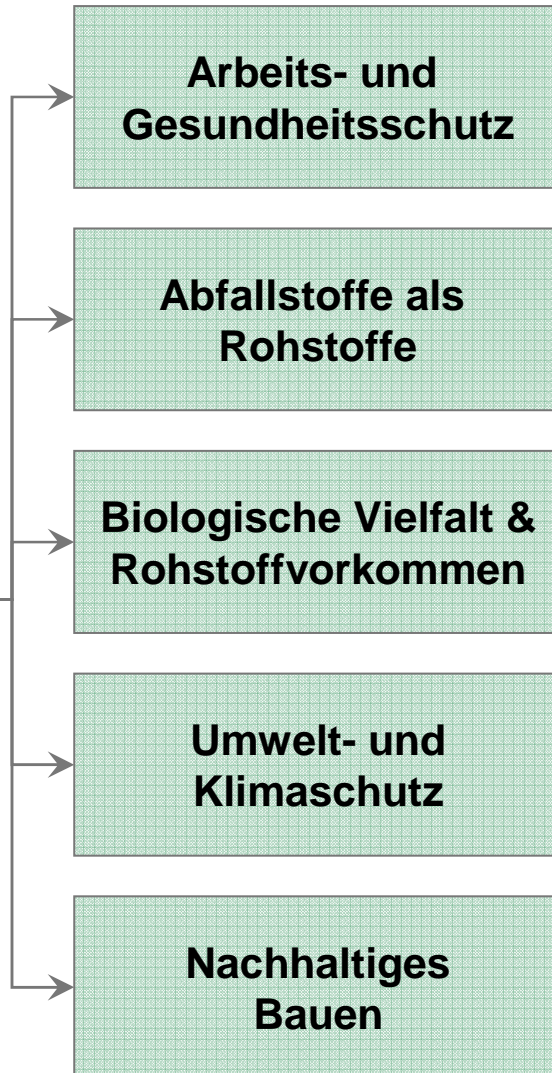 Arbeits- und
Gesundheitsschutz
Abfallstoffe als
Rohstoffe
Biologische Vielfalt &
Rohstoffvorkommen
Umwelt- und
Klimaschutz
Nachhaltiges
Bauen